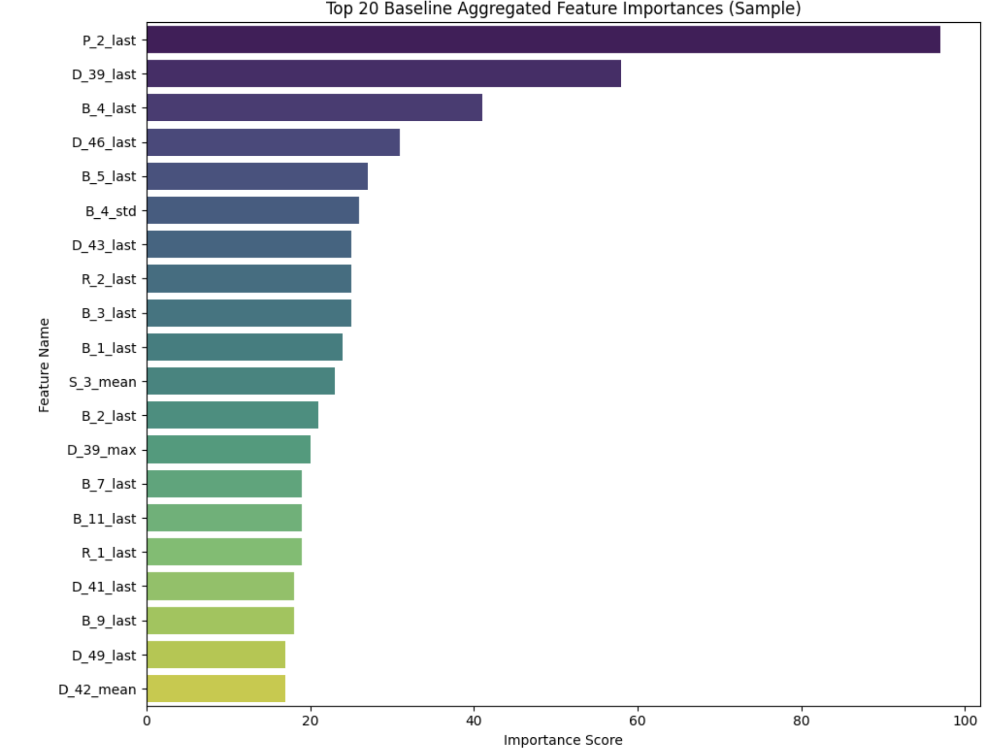 Top 20 Baseline Aggregated Feature Importances (Sample)
P_2_last
D_39_last
B_4_last
D_46_last
B_5_last
B_4_std
D_43_last
R_2_last
B_3_last
B_1_last
S_3_mean
B_2_last
D_39_max
B_7_last
B_11_last
R_1_last
D_41_last
B_9_last
D_49_last
D_42_mean
Feature Name
0 20 40 60 80 100
Importance Score